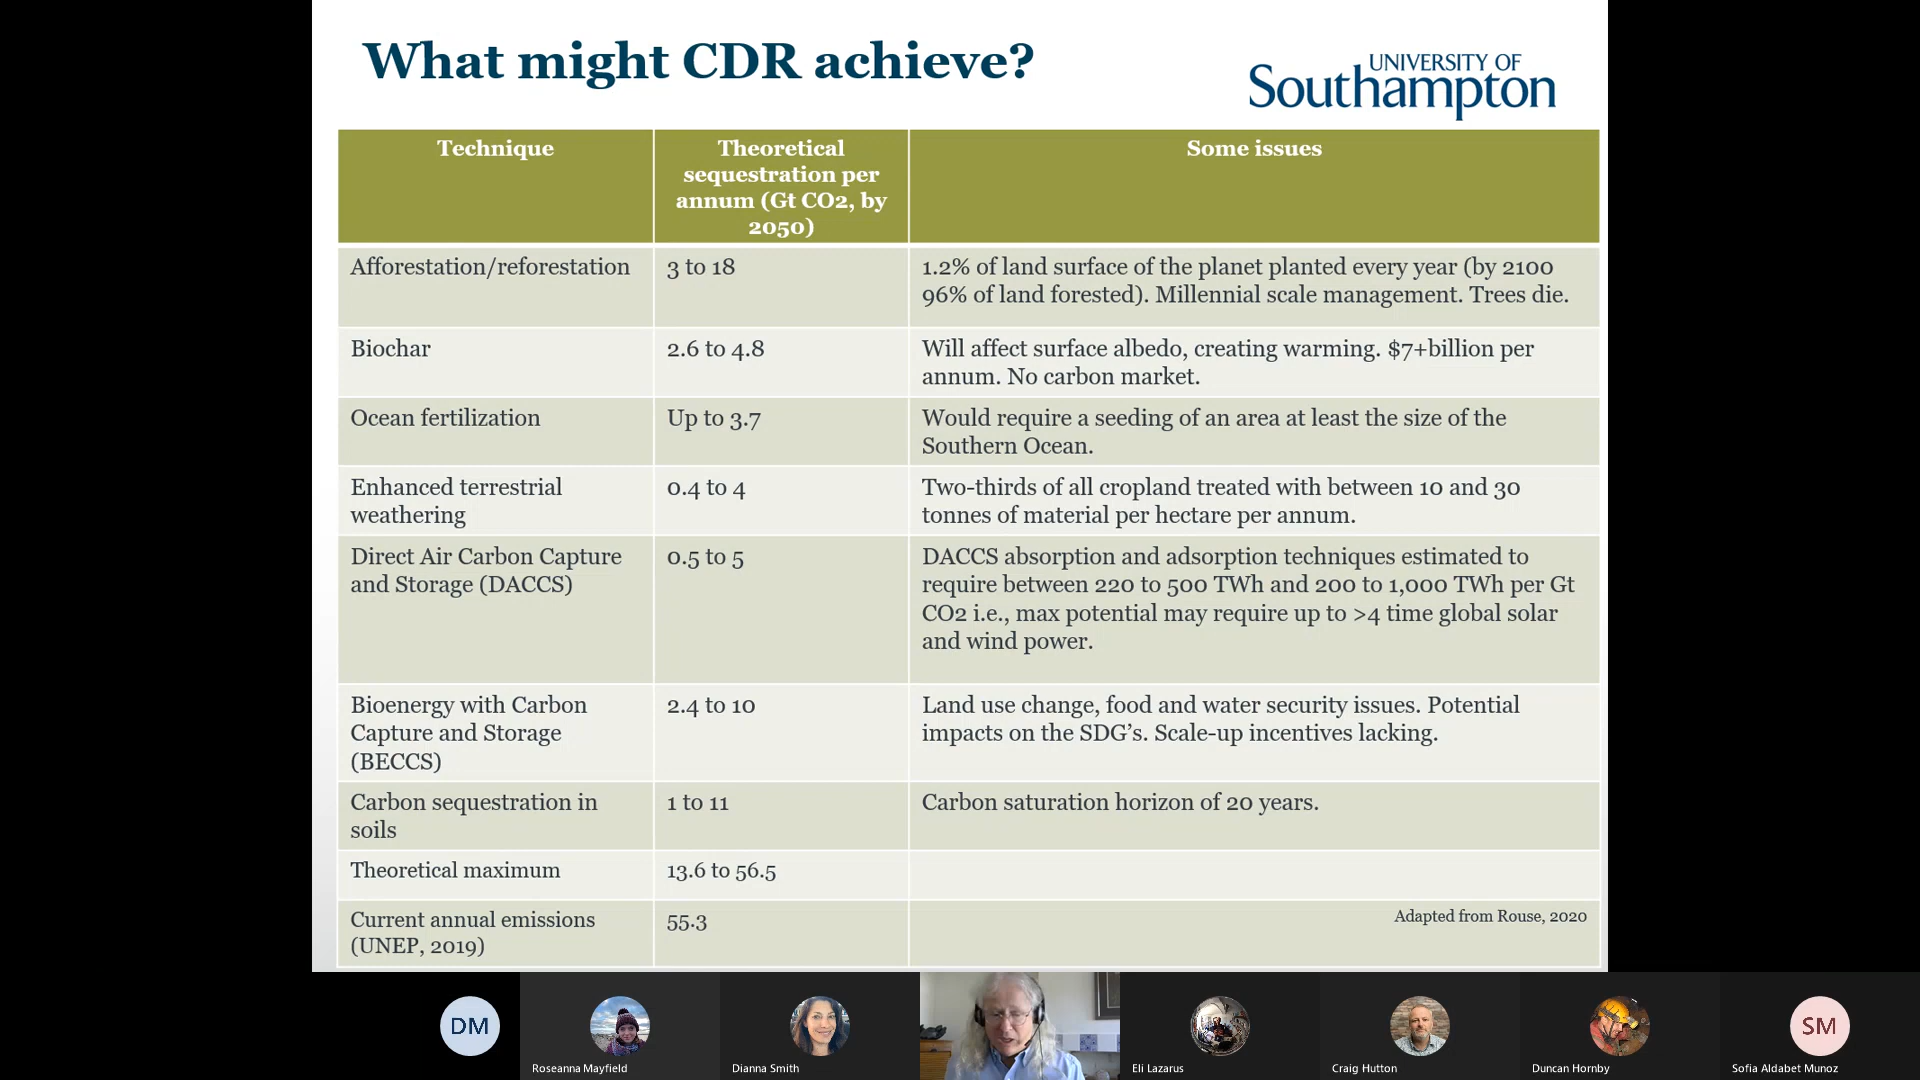 What might CDR achieve?
UNIVERSITY OF
Southampton
Technique
Theoretical
sequestration per
annum (Gt CO2, by
2050)
Some issues
Afforestation/reforestation
3 to 18
1.2% of land surface of the planet planted every year (by 2100
96% of land forested). Millennial scale management. Trees die.
Biochar
2.6 to 4.8
Will affect surface albedo, creating warming. $7+billion per
annum. No carbon market.
Ocean fertilization
Up to 3.7
Would require a seeding of an area at least the size of the
Southern Ocean.
Enhanced terrestrial
weathering
0.4 to 4
Two-thirds of all cropland treated with between 10 and 30
tonnes of material per hectare per annum.
Direct Air Carbon Capture
and Storage (DACCS)
0.5 to 5
DACCS absorption and adsorption techniques estimated to
require between 220 to 500 TWh and 200 to 1,000 TWh per Gt
CO2 i.e., max potential may require up to >4 time global solar
and wind power.
Bioenergy with Carbon
Capture and Storage
(BECCS)
2.4 to 10
Land use change, food and water security issues. Potential
impacts on the SDG’s. Scale-up incentives lacking.
Carbon sequestration in
soils
1 to 11
Carbon saturation horizon of 20 years.
Theoretical maximum
13.6 to 56.5
Current annual emissions
(UNEP, 2019)
55.3
Adapted from Rouse, 2020
DM
Roseanna Mayfield
Dianna Smith
Eli Lazarus
Craig Hutton
Duncan Hornby
SM
Sofia Aldabet Munoz